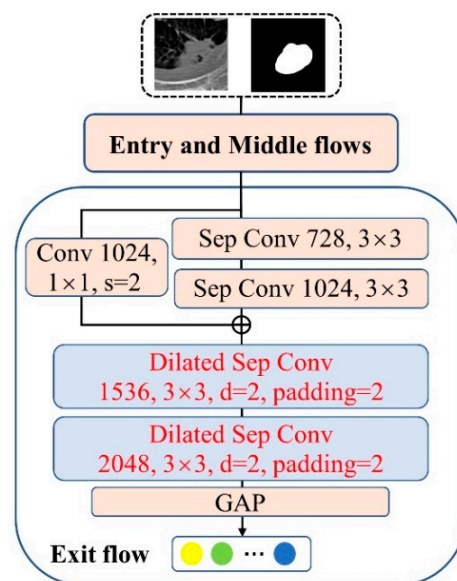 Entry and Middle flows
Conv 1024,
1×1, s=2
Sep Conv 728, 3×3
Sep Conv 1024, 3×3
Dilated Sep Conv
1536, 3×3, d=2, padding=2
Dilated Sep Conv
2048, 3×3, d=2, padding=2
GAP
Exit flow
...